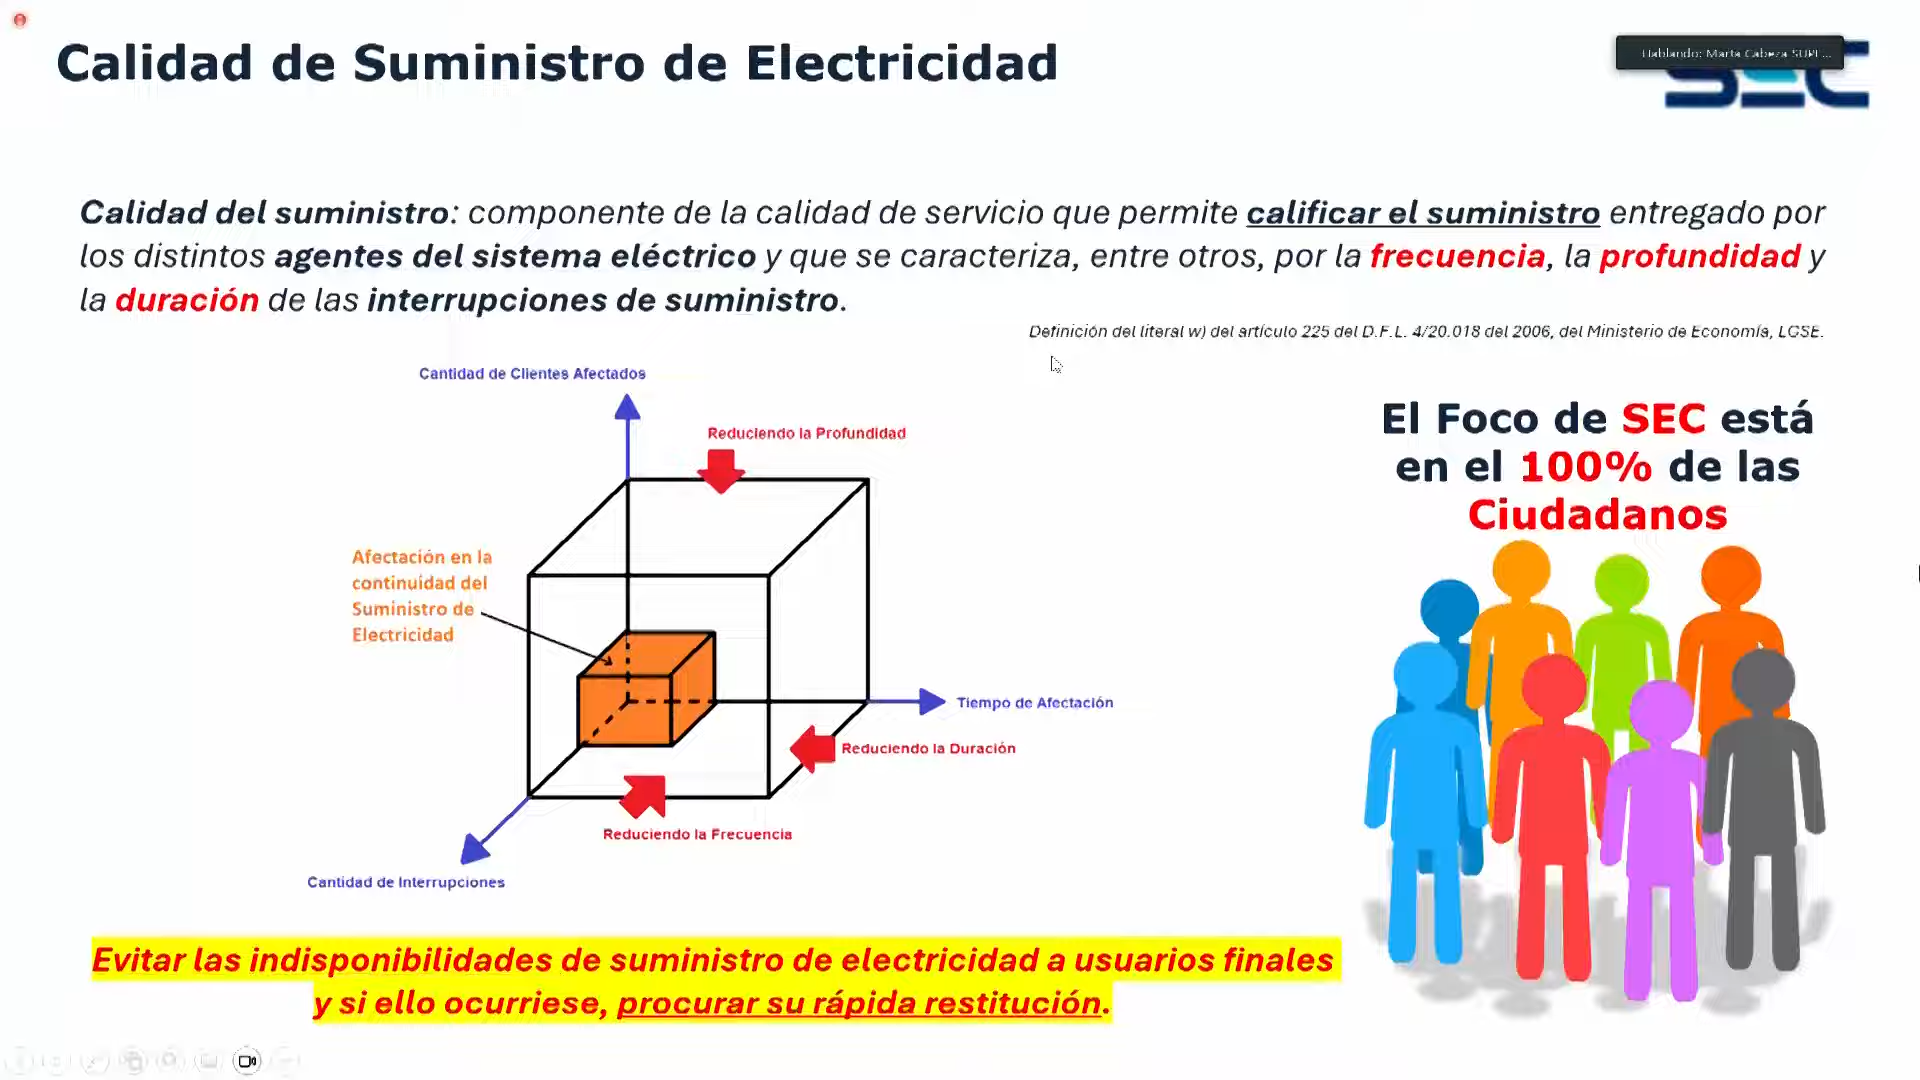 Calidad de Suministro de Electricidad
Hablando: Marta Cabeza SUPE...
SEC
Calidad del suministro: componente de la calidad de servicio que permite calificar el suministro entregado por
los distintos agentes del sistema eléctrico y que se caracteriza, entre otros, por la frecuencia, la profundidad y
la duración de las interrupciones de suministro.
Definición del literal w) del artículo 225 del D.F.L. 4/20.018 del 2006, del Ministerio de Economía, LGSE.
Cantidad de Clientes Afectados
Reduciendo la Profundidad
El Foco de SEC está
en el 100% de las
Ciudadanos
Afectación en la
continuidad del
Suministro de
Electricidad
Tiempo de Afectación
Reduciendo la Duración
Reduciendo la Frecuencia
Cantidad de Interrupciones
Evitar las indisponibilidades de suministro de electricidad a usuarios finales
y si ello ocurriese, procurar su rápida restitución.